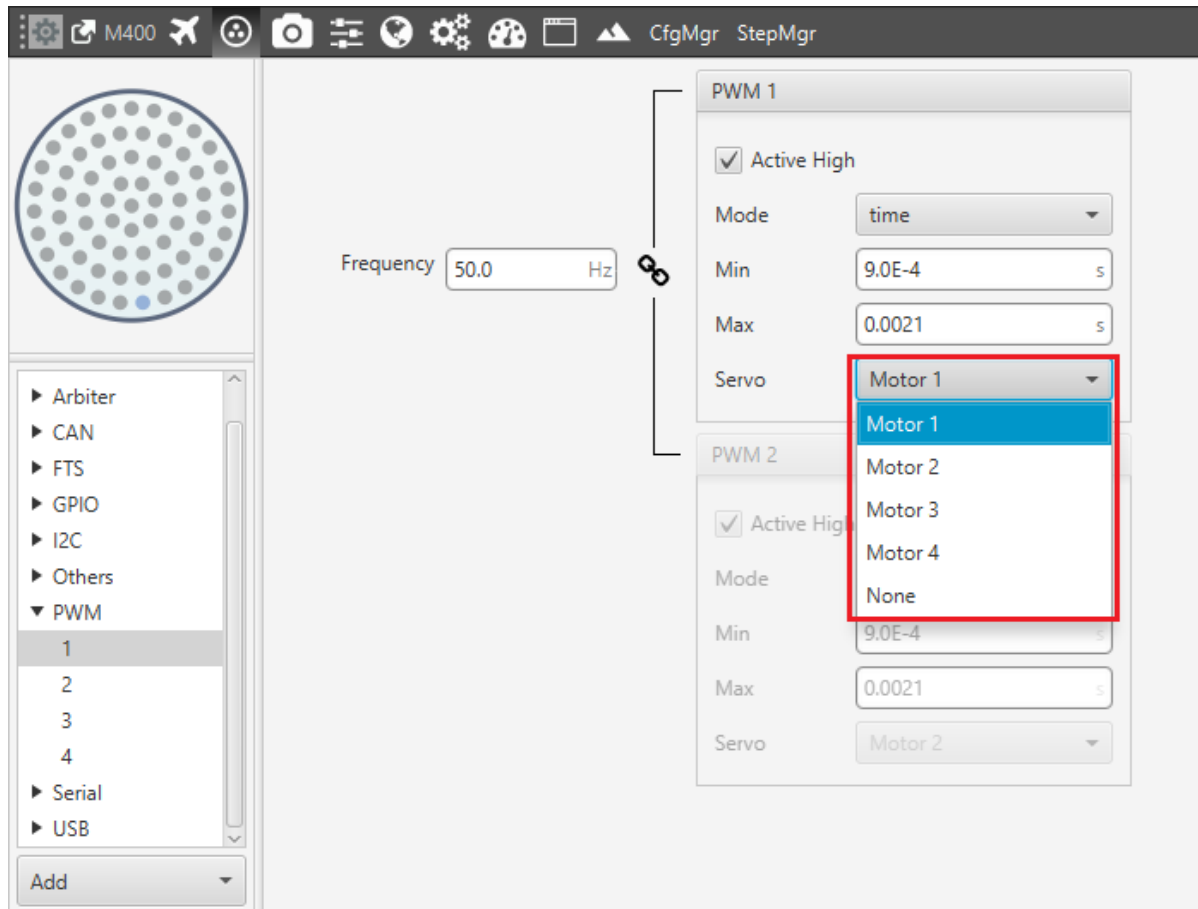 M400 CfgMgr StepMgr
Arbiter
CAN
FTS
GPIO
I2C
Others
PWM
1
2
3
4
Serial
USB
Add
Frequency 50.0 Hz
PWM 1
Active High
Mode time
Min 9.0E-4 s
Max 0.0021 s
Servo Motor 1
Motor 1
Motor 2
Motor 3
Motor 4
None
PWM 2
Active High
Mode
Min 9.0E-4 s
Max 0.0021 s
Servo Motor 2